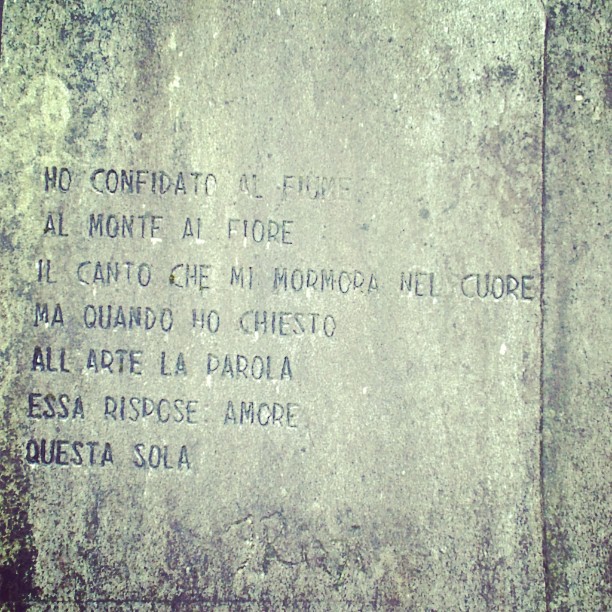 HO CONFIDATO AL FIUME
AL MONTE AL FIORE
IL CANTO CHE MI MORMORA NEL CUORE
MA QUANDO HO CHIESTO
ALL ARTE LA PAROLA
ESSA RISPOSE: AMORE
QUESTA SOLA